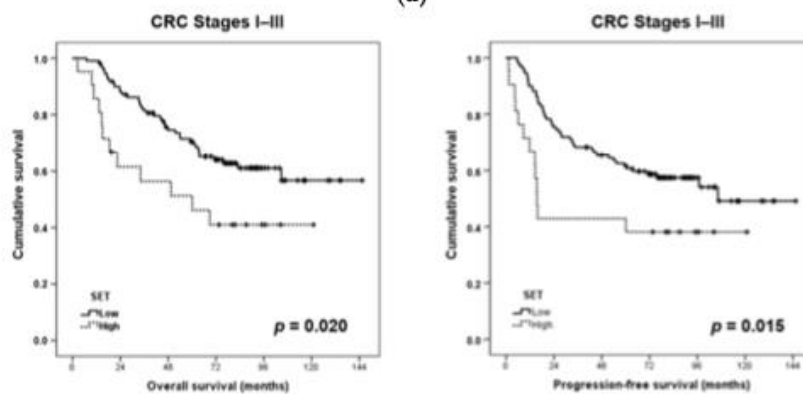 CRC Stages I–III
Cumulative survival
1.0
0.8
0.6
0.4
0.2
0.0
SET
Low
High
p = 0.020
0 24 48 72 96 120 144
Overall survival (months)
CRC Stages I–III
Cumulative survival
1.0
0.8
0.6
0.4
0.2
0.0
SET
Low
High
p = 0.015
0 24 48 72 96 120 144
Progression-free survival (months)